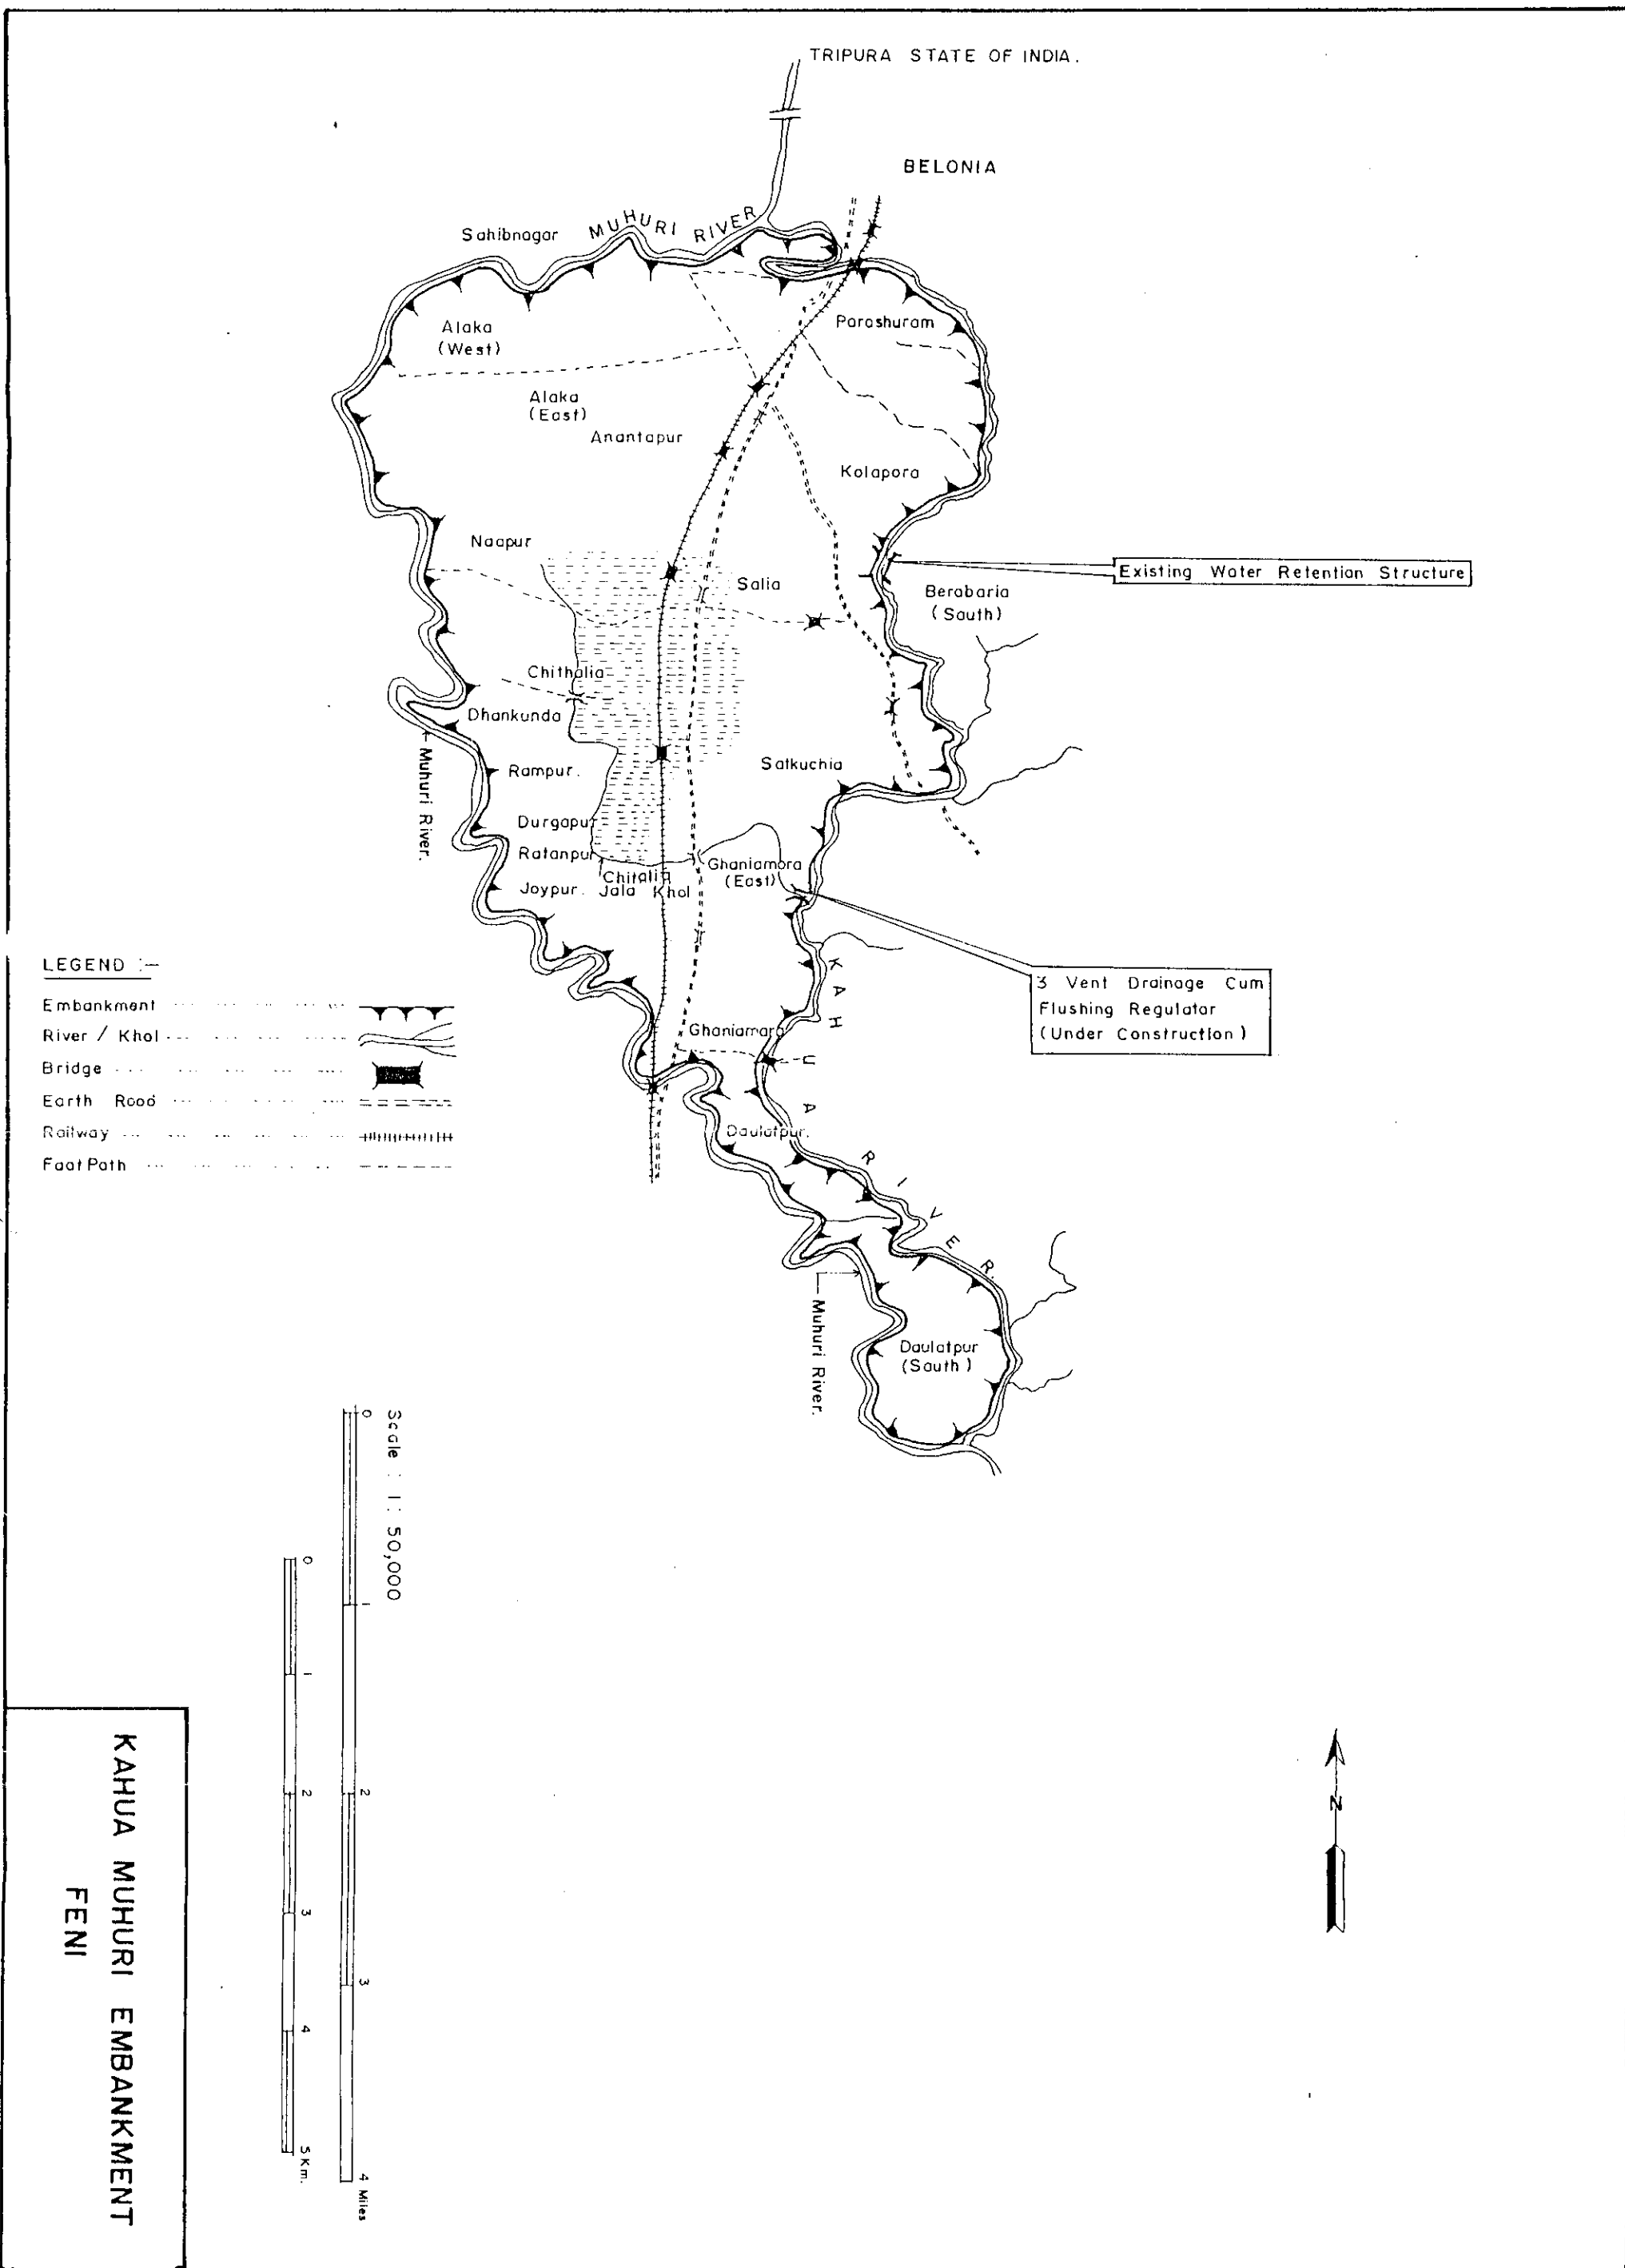 TRIPURA STATE OF INDIA.
BELONIA
MUHURI RIVER
Sahibnagar
Parashuram
Alaka
(West)
Alaka
(East)
Anantapur
Kolapora
Naapur
Existing Water Retention Structure
Salia
Berabaria
(South)
Chithalia
Dhankunda
Muhuri River.
Rampur.
Satkuchia
Durgapur
Ratanpur
Ghaniamora
(East)
Chitalia
Jala Khal
Joypur.
KAHUA RIVER.
3 Vent Drainage Cum
Flushing Regulator
(Under Construction)
LEGEND :-
Embankment
River / Khal
Bridge
Earth Road
Railway
Foot Path
Ghaniamara
Daulatpur.
Muhuri River.
Daulatpur
(South)
Scale : 1: 50,000
0 1 2 3 4 Miles
0 1 2 3 4 5 Km.
N
KAHUA MUHURI EMBANKMENT
FENI